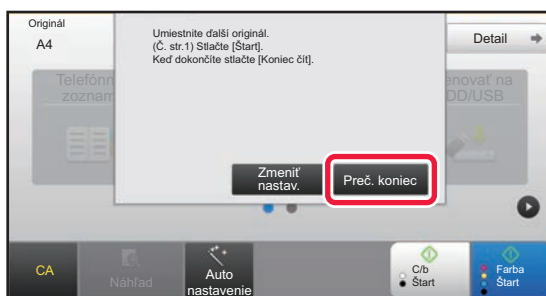 Originál
A4
Umiestnite ďalší originál.
(Č. str.1) Stlačte [Štart].
Keď dokončíte stlačte [Koniec čít].
Detail
Telefónn
zoznam
enovať na
DD/USB
Zmeniť
nastav.
Preč. koniec
CA
Náhľad
Auto
nastavenie
C/b
Štart
Farba
Štart